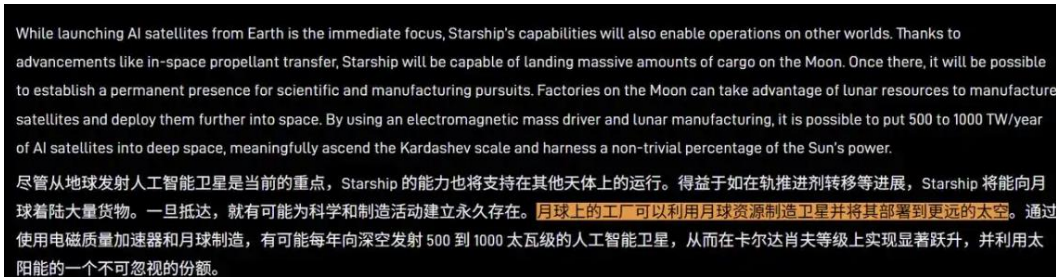 While launching AI satellites from Earth is the immediate focus, Starship's capabilities will also enable operations on other worlds. Thanks to
advancements like in-space propellant transfer, Starship will be capable of landing massive amounts of cargo on the Moon. Once there, it will be possible
to establish a permanent presence for scientific and manufacturing pursuits. Factories on the Moon can take advantage of lunar resources to manufacture
satellites and deploy them further into space. By using an electromagnetic mass driver and lunar manufacturing, it is possible to put 500 to 1000 TW/year
of AI satellites into deep space, meaningfully ascend the Kardashev scale and harness a non-trivial percentage of the Sun's power.
尽管从地球发射人工智能卫星是当前的重点，Starship 的能力也将支持在其他天体上的运行。得益于如在轨推进剂转移等进展，Starship 将能向月
球着陆大量货物。一旦抵达，就有可能为科学和制造活动建立永久存在。月球上的工厂可以利用月球资源制造卫星并将其部署到更远的太空。通过
使用电磁质量加速器和月球制造，有可能每年向深空发射 500 到 1000 太瓦级的人工智能卫星，从而在卡尔达肖夫等级上实现显著跃升，并利用太
阳能的一个不可忽视的份额。